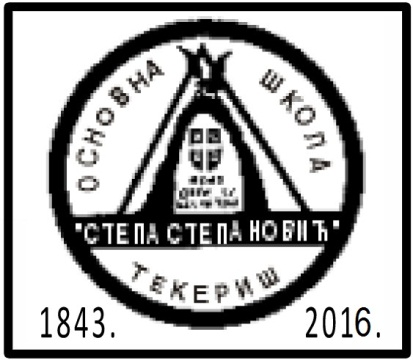 ОСНОВНА ШКОЛА
"СТЕПА СТЕПАНОВИЋ"
ТЕКЕРИШ
1843. 2016.